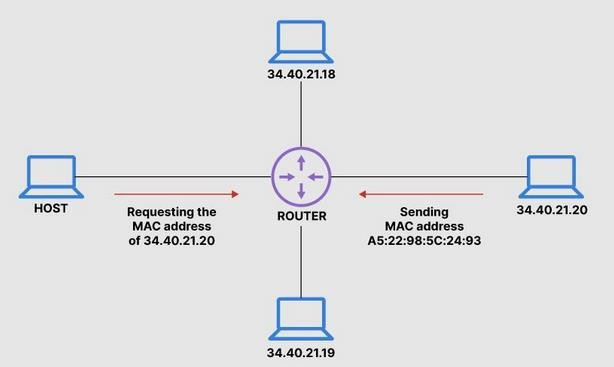 34.40.21.18
HOST
Requesting the
MAC address
of 34.40.21.20
ROUTER
Sending
MAC address
A5:22:98:5C:24:93
34.40.21.20
34.40.21.19